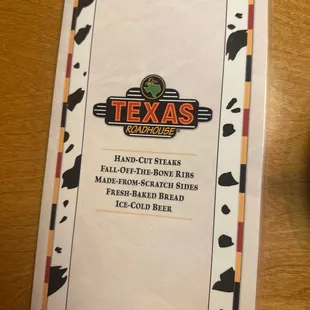 TEXAS
ROADHOUSE
HAND-CUT STEAKS
FALL-OFF-THE-BONE RIBS
MADE-FROM-SCRATCH SIDES
FRESH-BAKED BREAD
ICE-COLD BEER